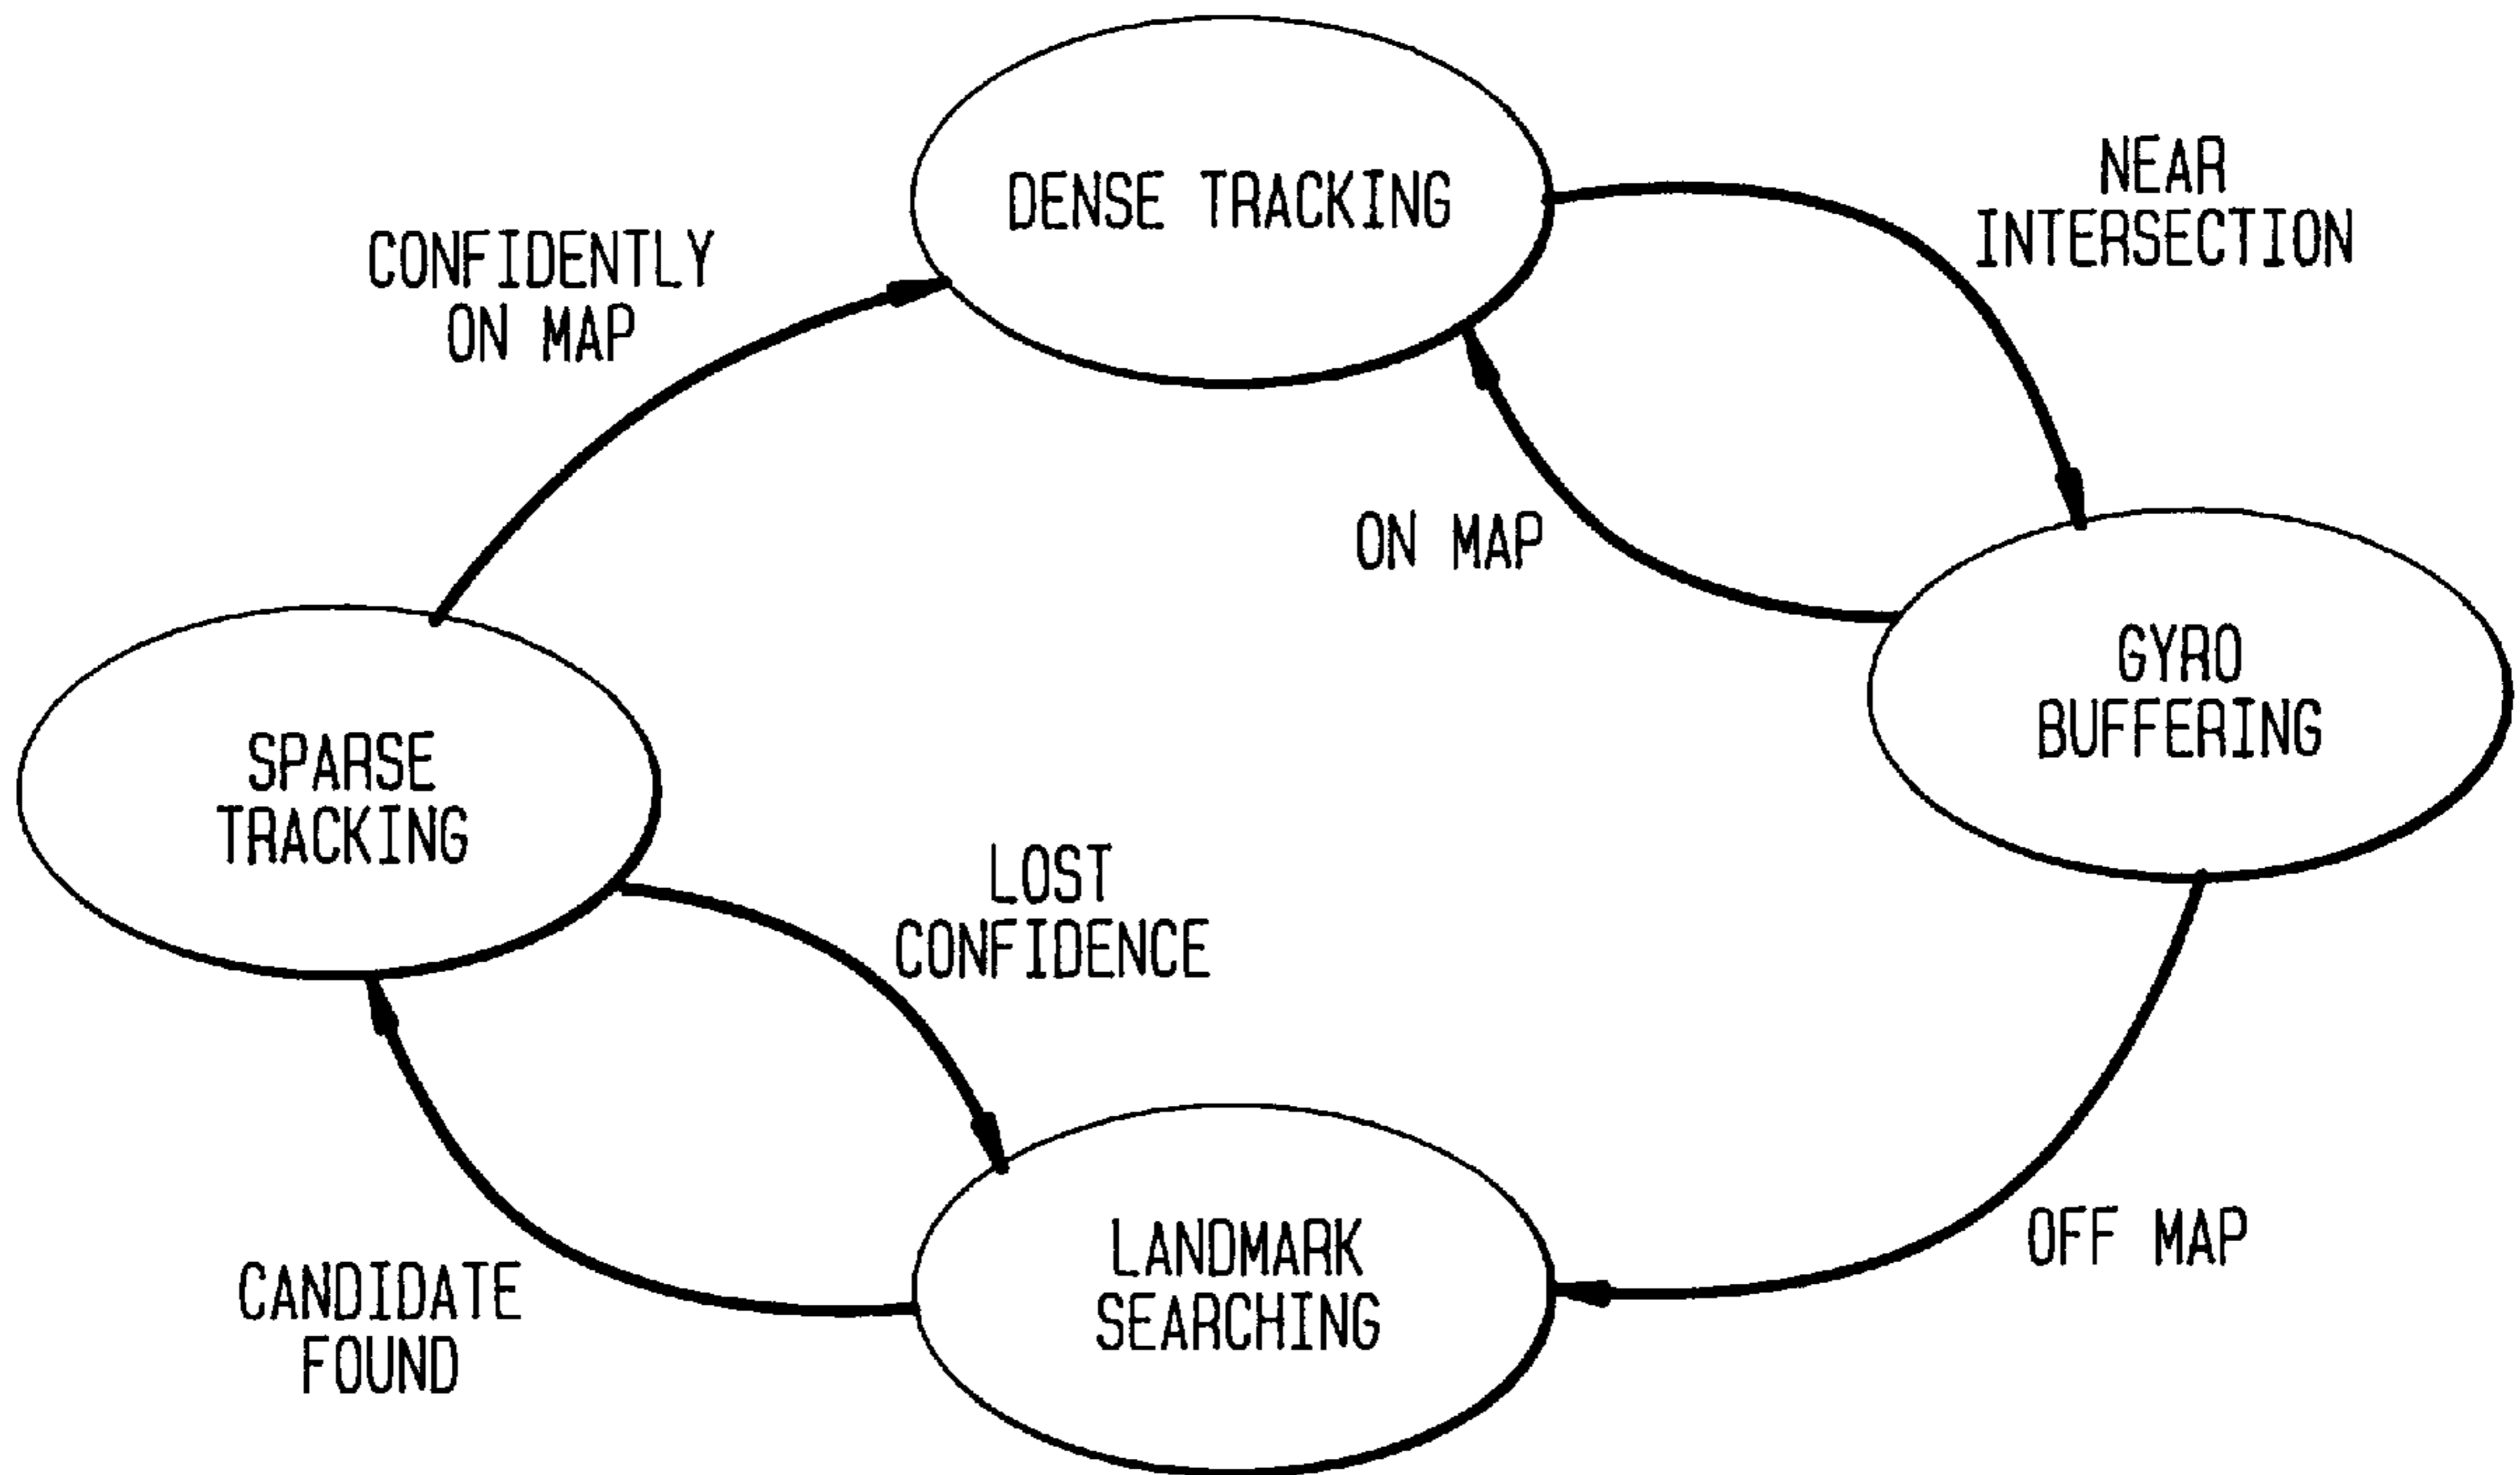 DENSE TRACKING
NEAR
INTERSECTION
CONFIDENTLY
ON MAP
ON MAP
GYRO
BUFFERING
SPARSE
TRACKING
LOST
CONFIDENCE
OFF MAP
LANDMARK
SEARCHING
CANDIDATE
FOUND